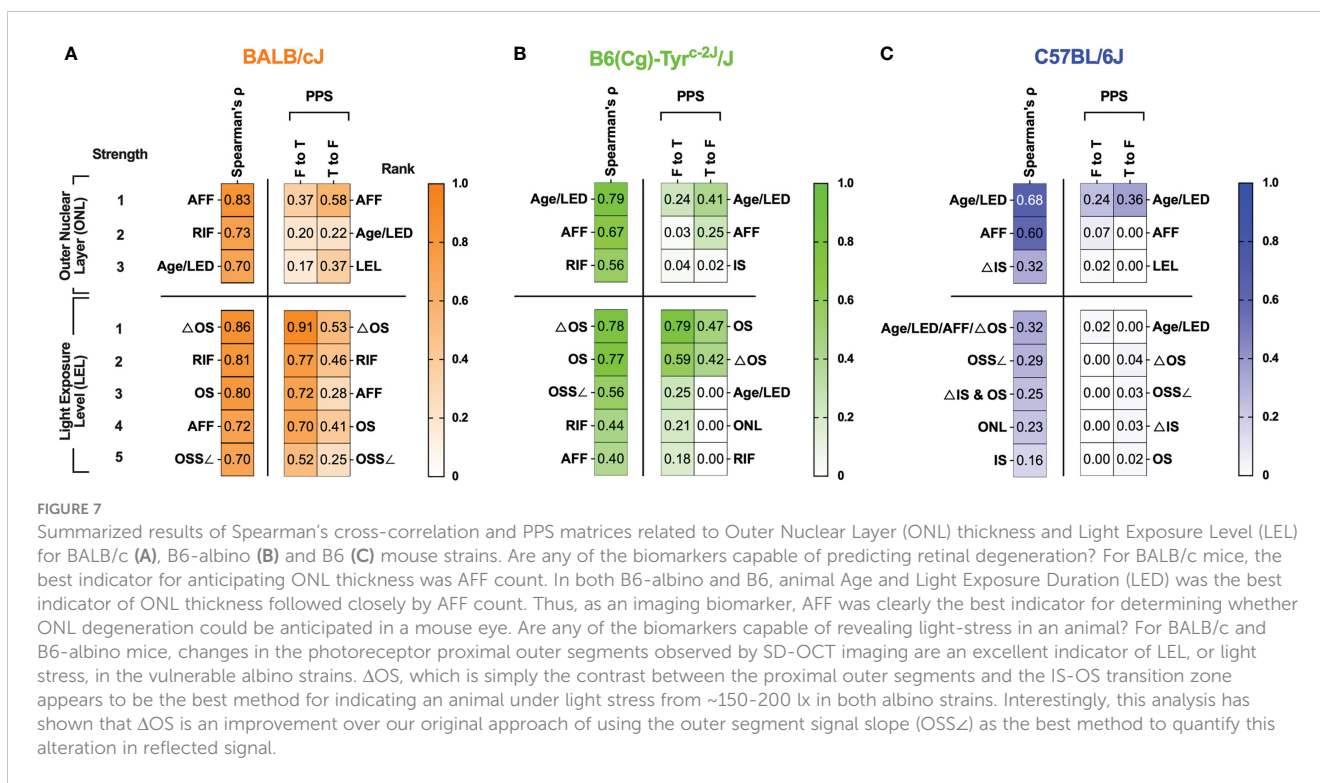 A BALB/cJ
B B6(Cg)-Tyrc-2J/J
C C57BL/6J
Strength
Spearman's ρ
PPS
F to T
T to F
Rank
Spearman's ρ
PPS
F to T
T to F
Spearman's ρ
PPS
F to T
T to F
Outer Nuclear
Layer (ONL)
1 AFF 0.83 0.37 0.58 AFF
2 RIF 0.73 0.20 0.22 Age/LED
3 Age/LED 0.70 0.17 0.37 LEL
Light Exposure
Level (LEL)
1 △OS 0.86 0.91 0.53 △OS
2 RIF 0.81 0.77 0.46 RIF
3 OS 0.80 0.72 0.28 AFF
4 AFF 0.72 0.70 0.41 OS
5 OSS∠ 0.70 0.52 0.25 OSS∠
1.0
0.8
0.6
0.4
0.2
0
Age/LED 0.79 0.24 0.41 Age/LED
AFF 0.67 0.03 0.25 AFF
RIF 0.56 0.04 0.02 IS
△OS 0.78 0.79 0.47 OS
OS 0.77 0.59 0.42 △OS
OSS∠ 0.56 0.25 0.00 Age/LED
RIF 0.44 0.21 0.00 ONL
AFF 0.40 0.18 0.00 RIF
1.0
0.8
0.6
0.4
0.2
0
Age/LED 0.68 0.24 0.36 Age/LED
AFF 0.60 0.07 0.00 AFF
△IS 0.32 0.02 0.00 LEL
Age/LED/AFF/△OS 0.32 0.02 0.00 Age/LED
OSS∠ 0.29 0.00 0.04 △OS
△IS & OS 0.25 0.00 0.03 OSS∠
ONL 0.23 0.00 0.03 △IS
IS 0.16 0.00 0.02 OS
1.0
0.8
0.6
0.4
0.2
0
FIGURE 7
Summarized results of Spearman's cross-correlation and PPS matrices related to Outer Nuclear Layer (ONL) thickness and Light Exposure Level (LEL)
for BALB/c (A), B6-albino (B) and B6 (C) mouse strains. Are any of the biomarkers capable of predicting retinal degeneration? For BALB/c mice, the
best indicator for anticipating ONL thickness was AFF count. In both B6-albino and B6, animal Age and Light Exposure Duration (LED) was the best
indicator of ONL thickness followed closely by AFF count. Thus, as an imaging biomarker, AFF was clearly the best indicator for determining whether
ONL degeneration could be anticipated in a mouse eye. Are any of the biomarkers capable of revealing light-stress in an animal? For BALB/c and
B6-albino mice, changes in the photoreceptor proximal outer segments observed by SD-OCT imaging are an excellent indicator of LEL, or light
stress, in the vulnerable albino strains. ΔOS, which is simply the contrast between the proximal outer segments and the IS-OS transition zone
appears to be the best method for indicating an animal under light stress from ~150-200 lx in both albino strains. Interestingly, this analysis has
shown that ΔOS is an improvement over our original approach of using the outer segment signal slope (OSS∠) as the best method to quantify this
alteration in reflected signal.